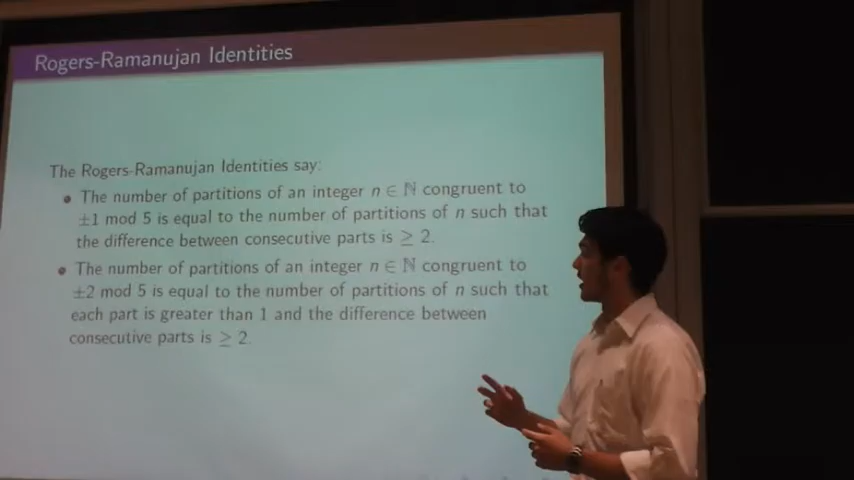 Rogers-Ramanujan Identities
The Rogers-Ramanujan Identities say:
• The number of partitions of an integer n ∈ ℕ congruent to
±1 mod 5 is equal to the number of partitions of n such that
the difference between consecutive parts is ≥ 2.
• The number of partitions of an integer n ∈ ℕ congruent to
±2 mod 5 is equal to the number of partitions of n such that
each part is greater than 1 and the difference between
consecutive parts is ≥ 2.